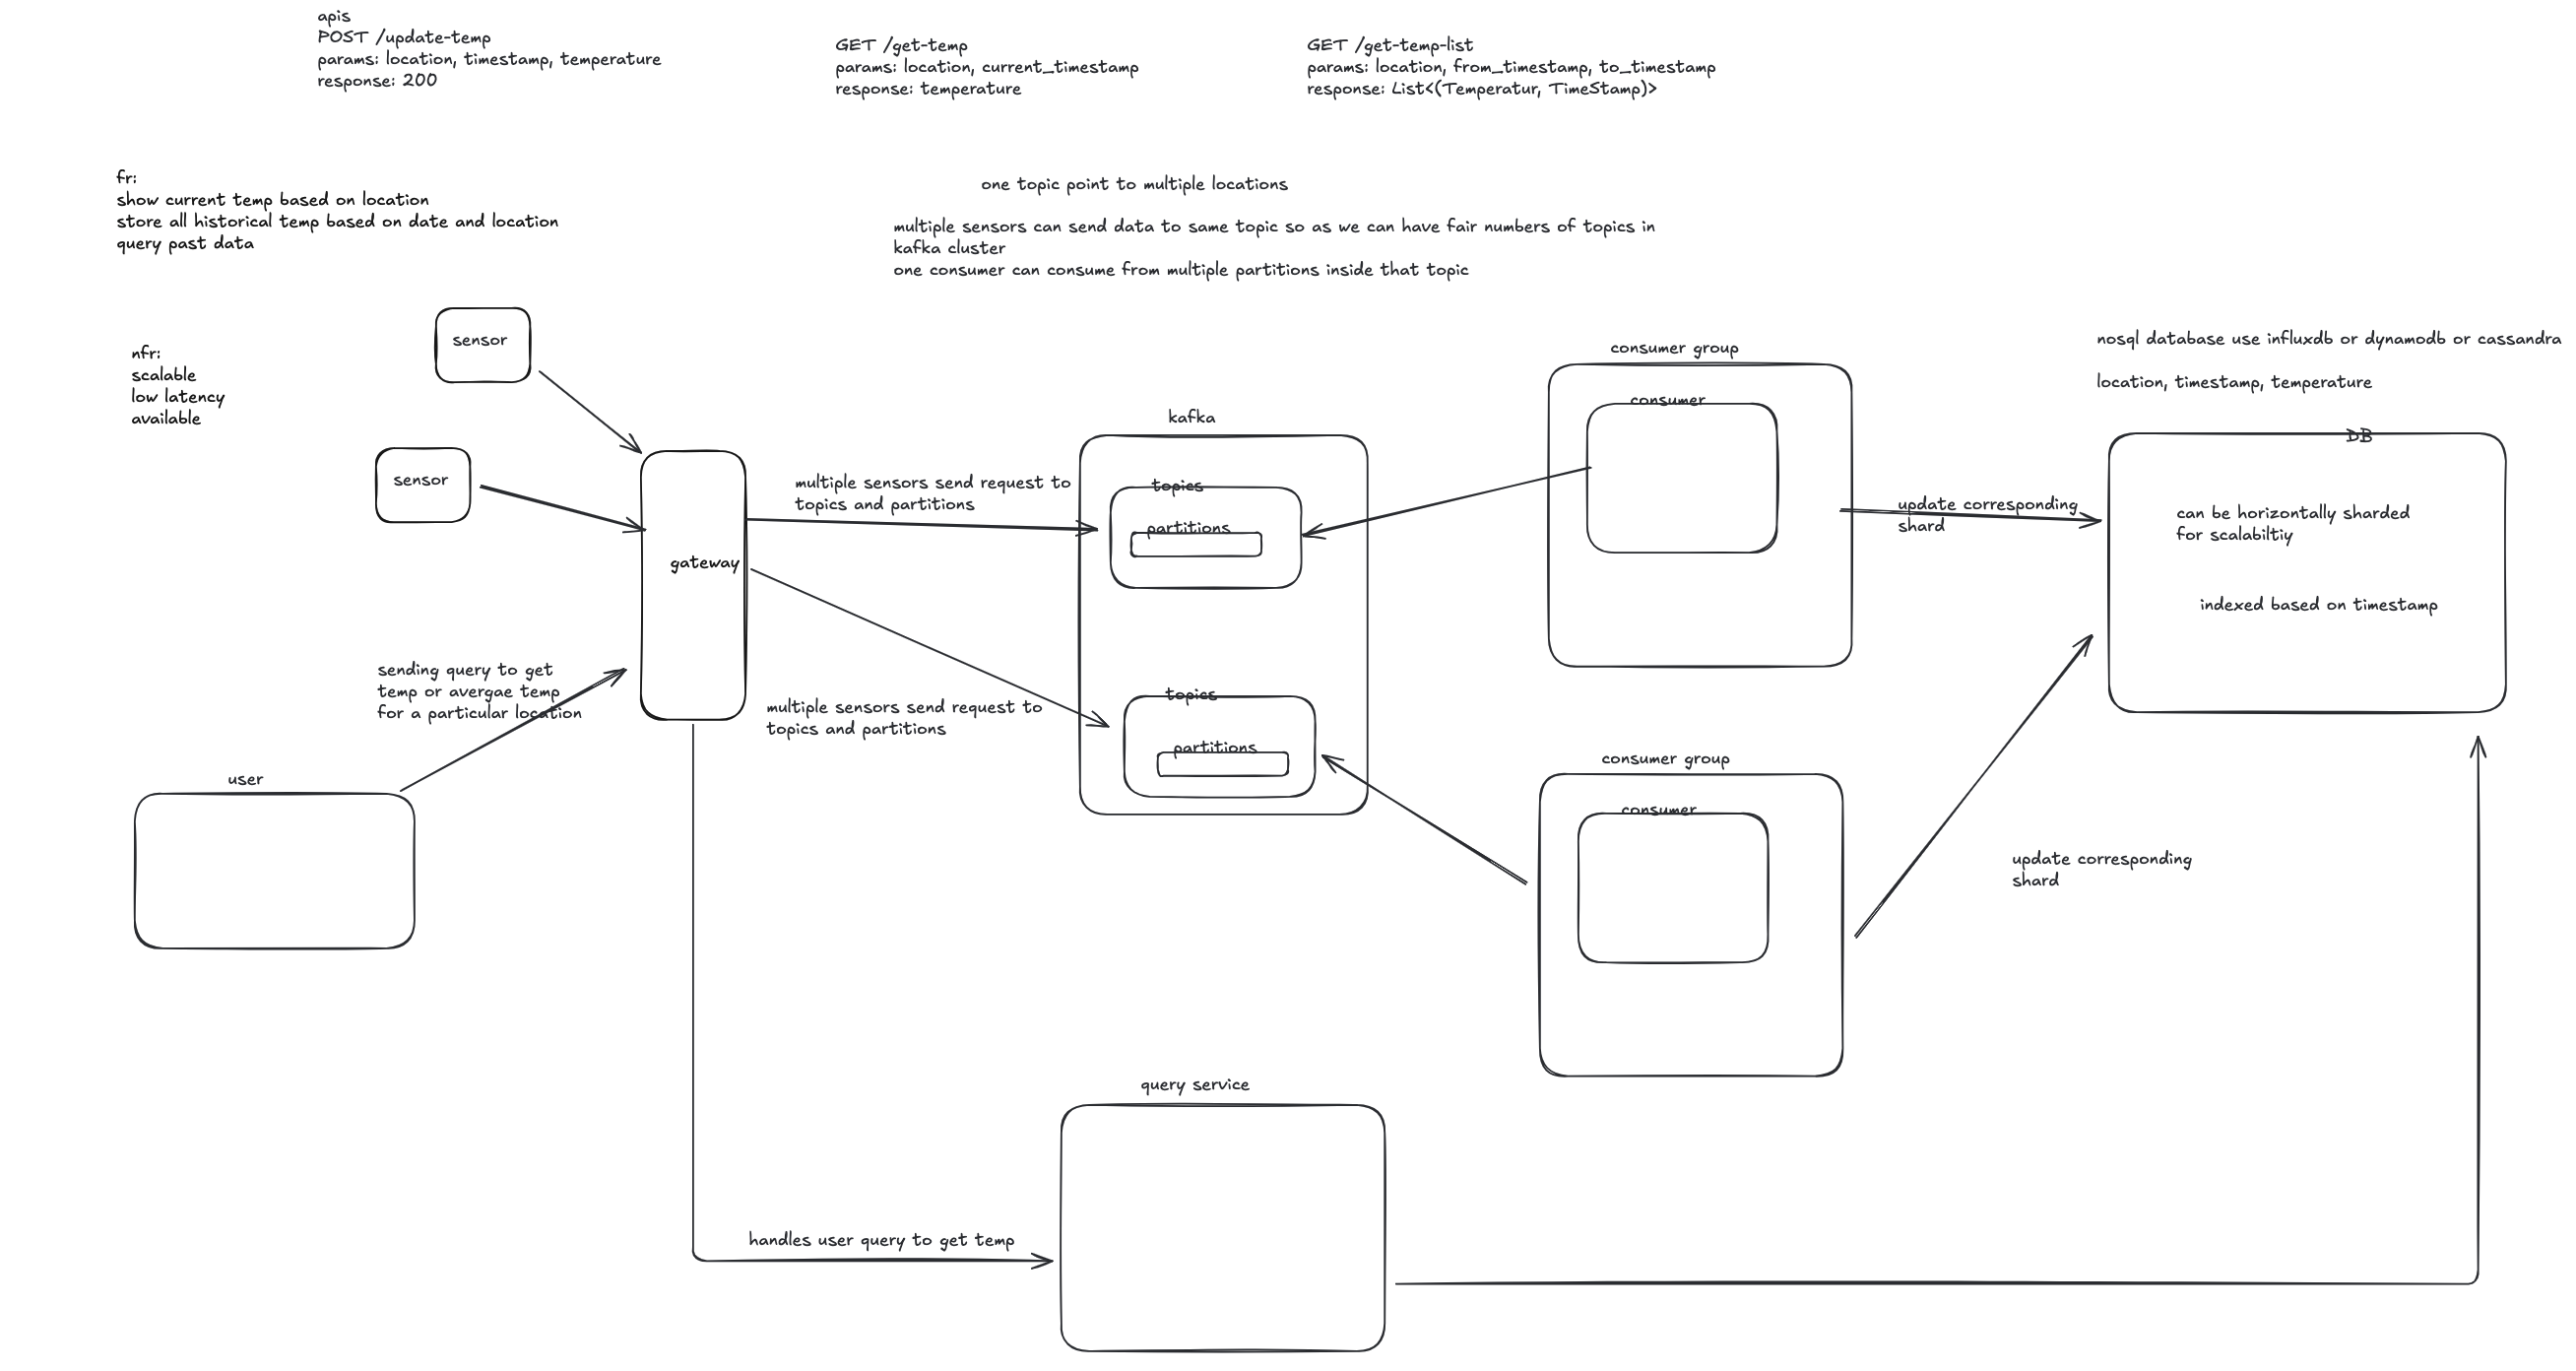 apis
POST /update-temp
params: location, timestamp, temperature
response: 200
GET /get-temp
params: location, current_timestamp
response: temperature
GET /get-temp-list
params: location, from_timestamp, to_timestamp
response: List<(Temperatur, TimeStamp)>
fr:
show current temp based on location
store all historical temp based on date and location
query past data
one topic point to multiple locations
multiple sensors can send data to same topic so as we can have fair numbers of topics in
kafka cluster
one consumer can consume from multiple partitions inside that topic
nfr:
scalable
low latency
available
sensor
sensor
gateway
multiple sensors send request to
topics and partitions
kafka
topics
partitions
consumer group
consumer
update corresponding
shard
nosql database use influxdb or dynamodb or cassandra
location, timestamp, temperature
DB
can be horizontally sharded
for scalabiltiy
indexed based on timestamp
sending query to get
temp or avergae temp
for a particular location
user
multiple sensors send request to
topics and partitions
topics
partitions
consumer group
consumer
update corresponding
shard
query service
handles user query to get temp